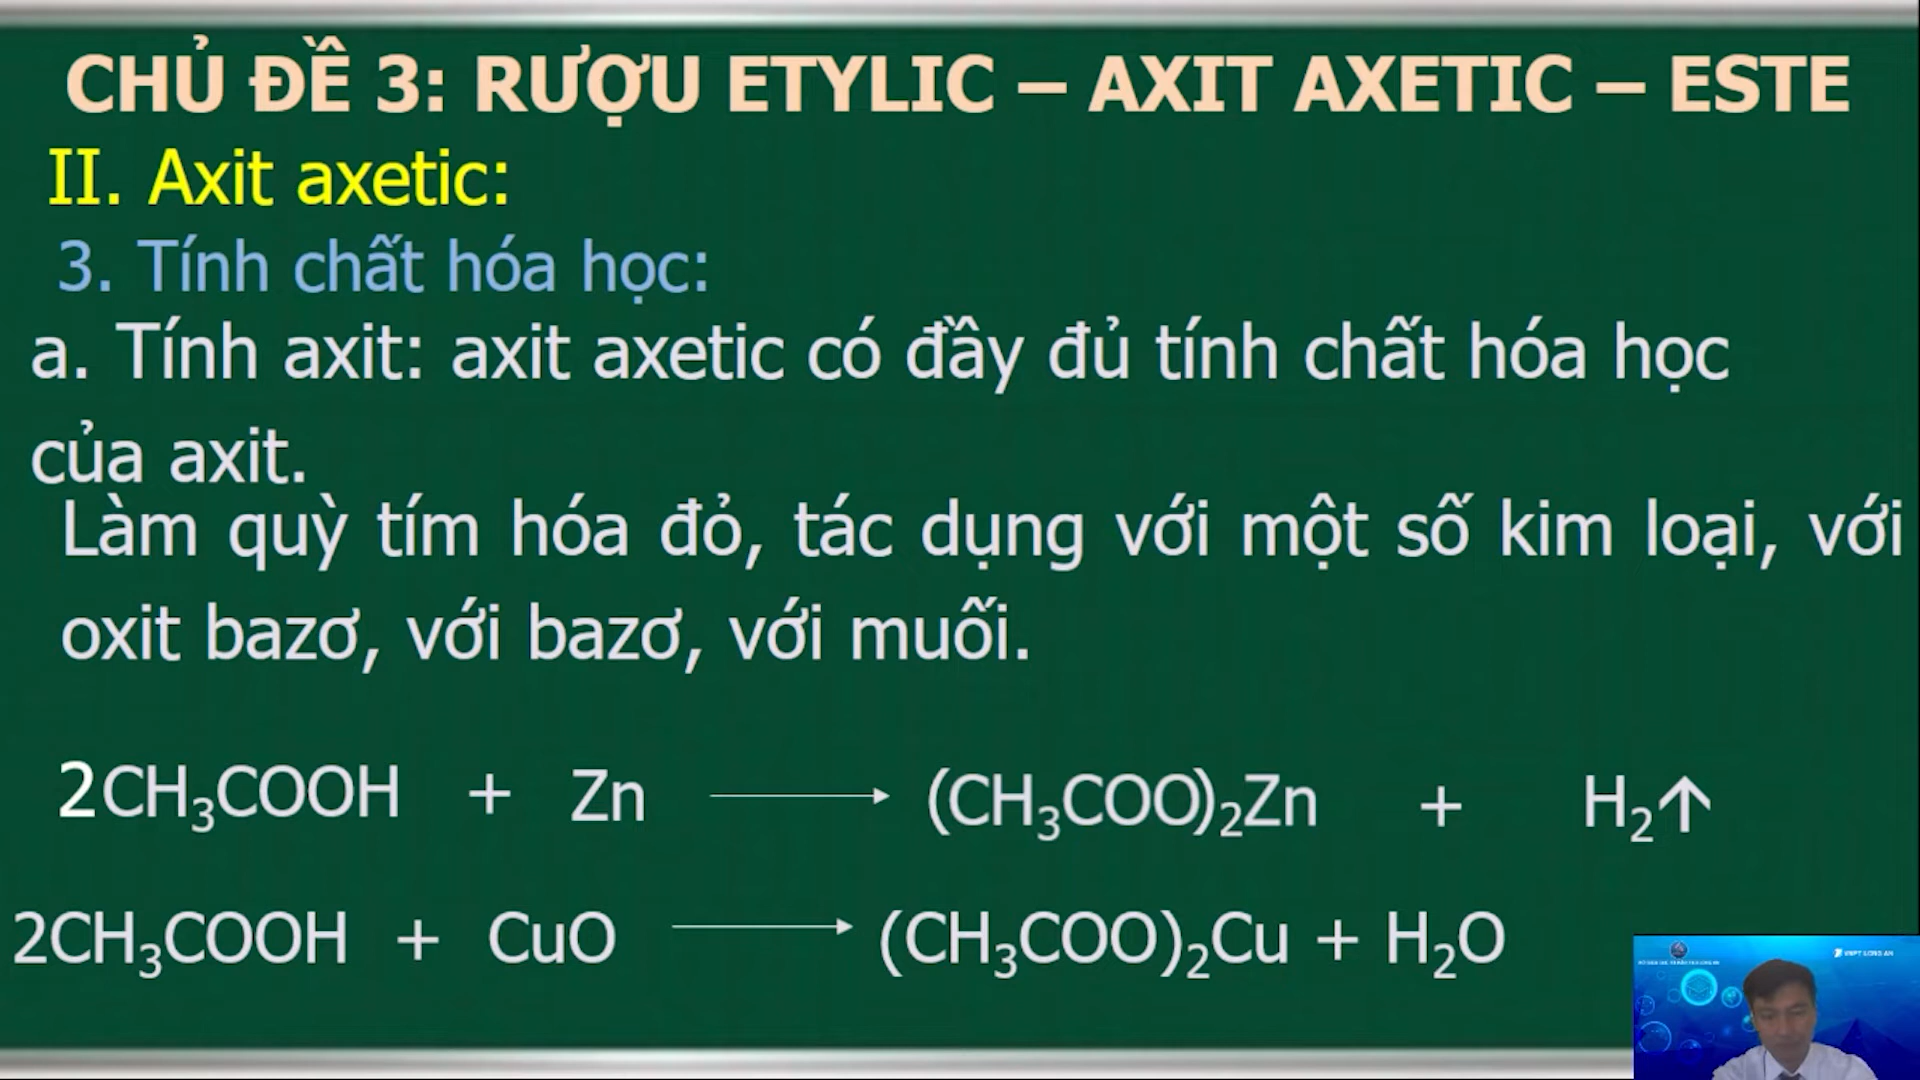 CHỦ ĐỀ 3: RƯỢU ETYLIC – AXIT AXETIC – ESTE
II. Axit axetic:
3. Tính chất hóa học:
a. Tính axit: axit axetic có đầy đủ tính chất hóa học
của axit.
Làm quỳ tím hóa đỏ, tác dụng với một số kim loại, với
oxit bazơ, với bazơ, với muối.
2CH₃COOH + Zn ⟶ (CH₃COO)₂Zn + H₂↑
2CH₃COOH + CuO ⟶ (CH₃COO)₂Cu + H₂O
VNPT LONG AN